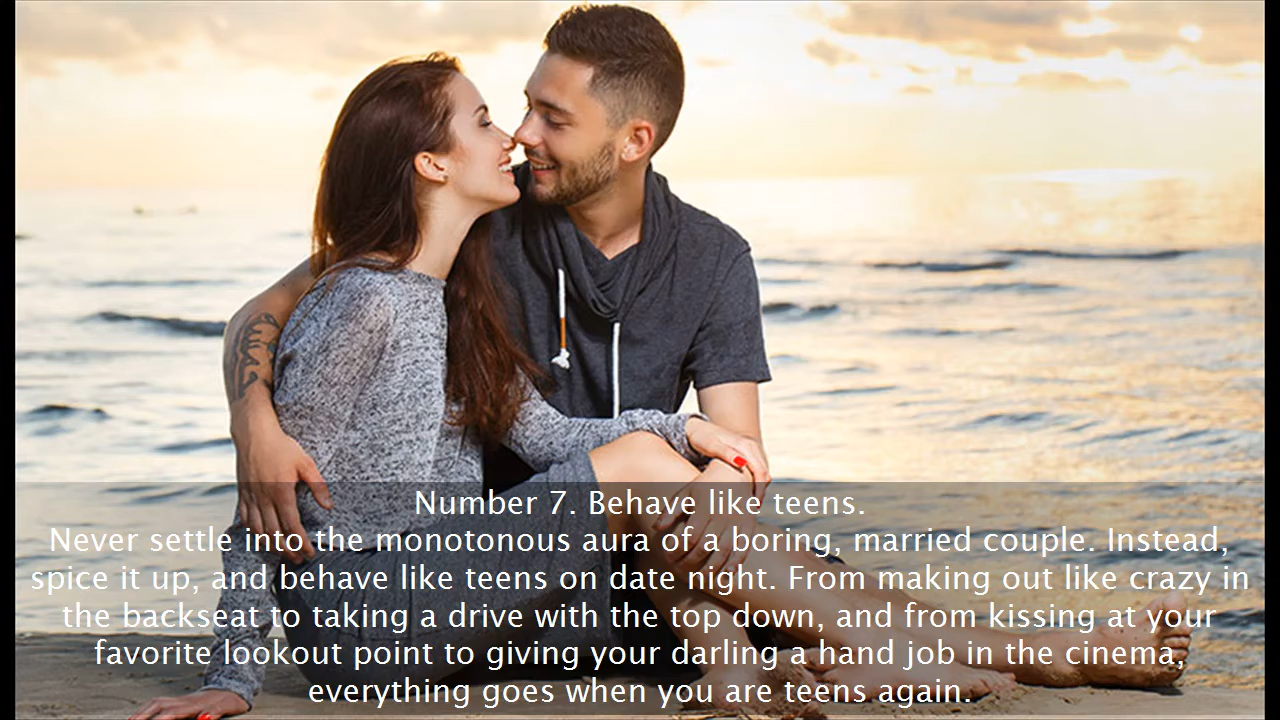 Number 7. Behave like teens.
Never settle into the monotonous aura of a boring, married couple. Instead,
spice it up, and behave like teens on date night. From making out like crazy in
the backseat to taking a drive with the top down, and from kissing at your
favorite lookout point to giving your darling a hand job in the cinema,
everything goes when you are teens again.